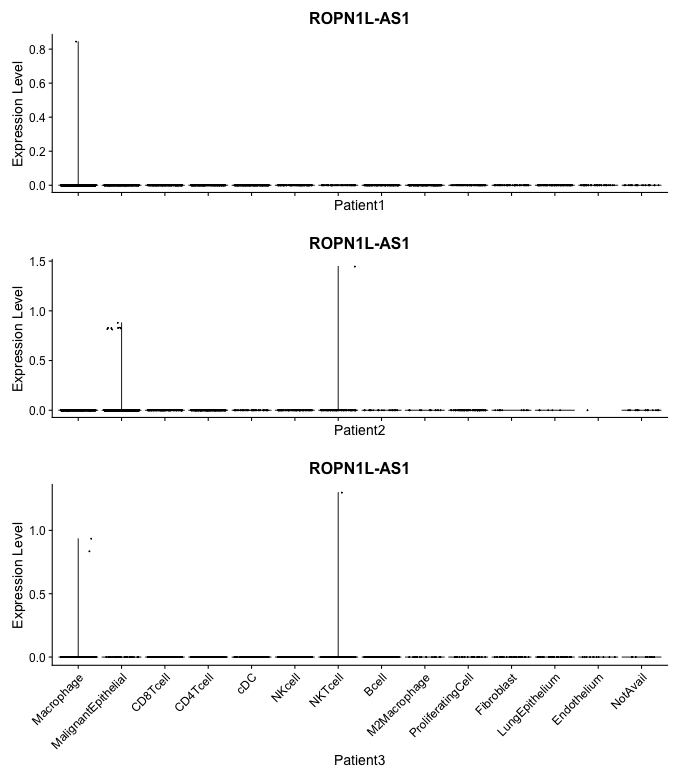 ROPN1L-AS1
Expression Level
0.8
0.6
0.4
0.2
0.0
Patient1
ROPN1L-AS1
Expression Level
1.5
1.0
0.5
0.0
Patient2
ROPN1L-AS1
Expression Level
1.0
0.5
0.0
Macrophage
MalignantEpithelial
CD8Tcell
CD4Tcell
cDC
NKcell
NKTcell
Bcell
M2Macrophage
ProliferatingCell
Fibroblast
LungEpithelium
Endothelium
NotAvail
Patient3